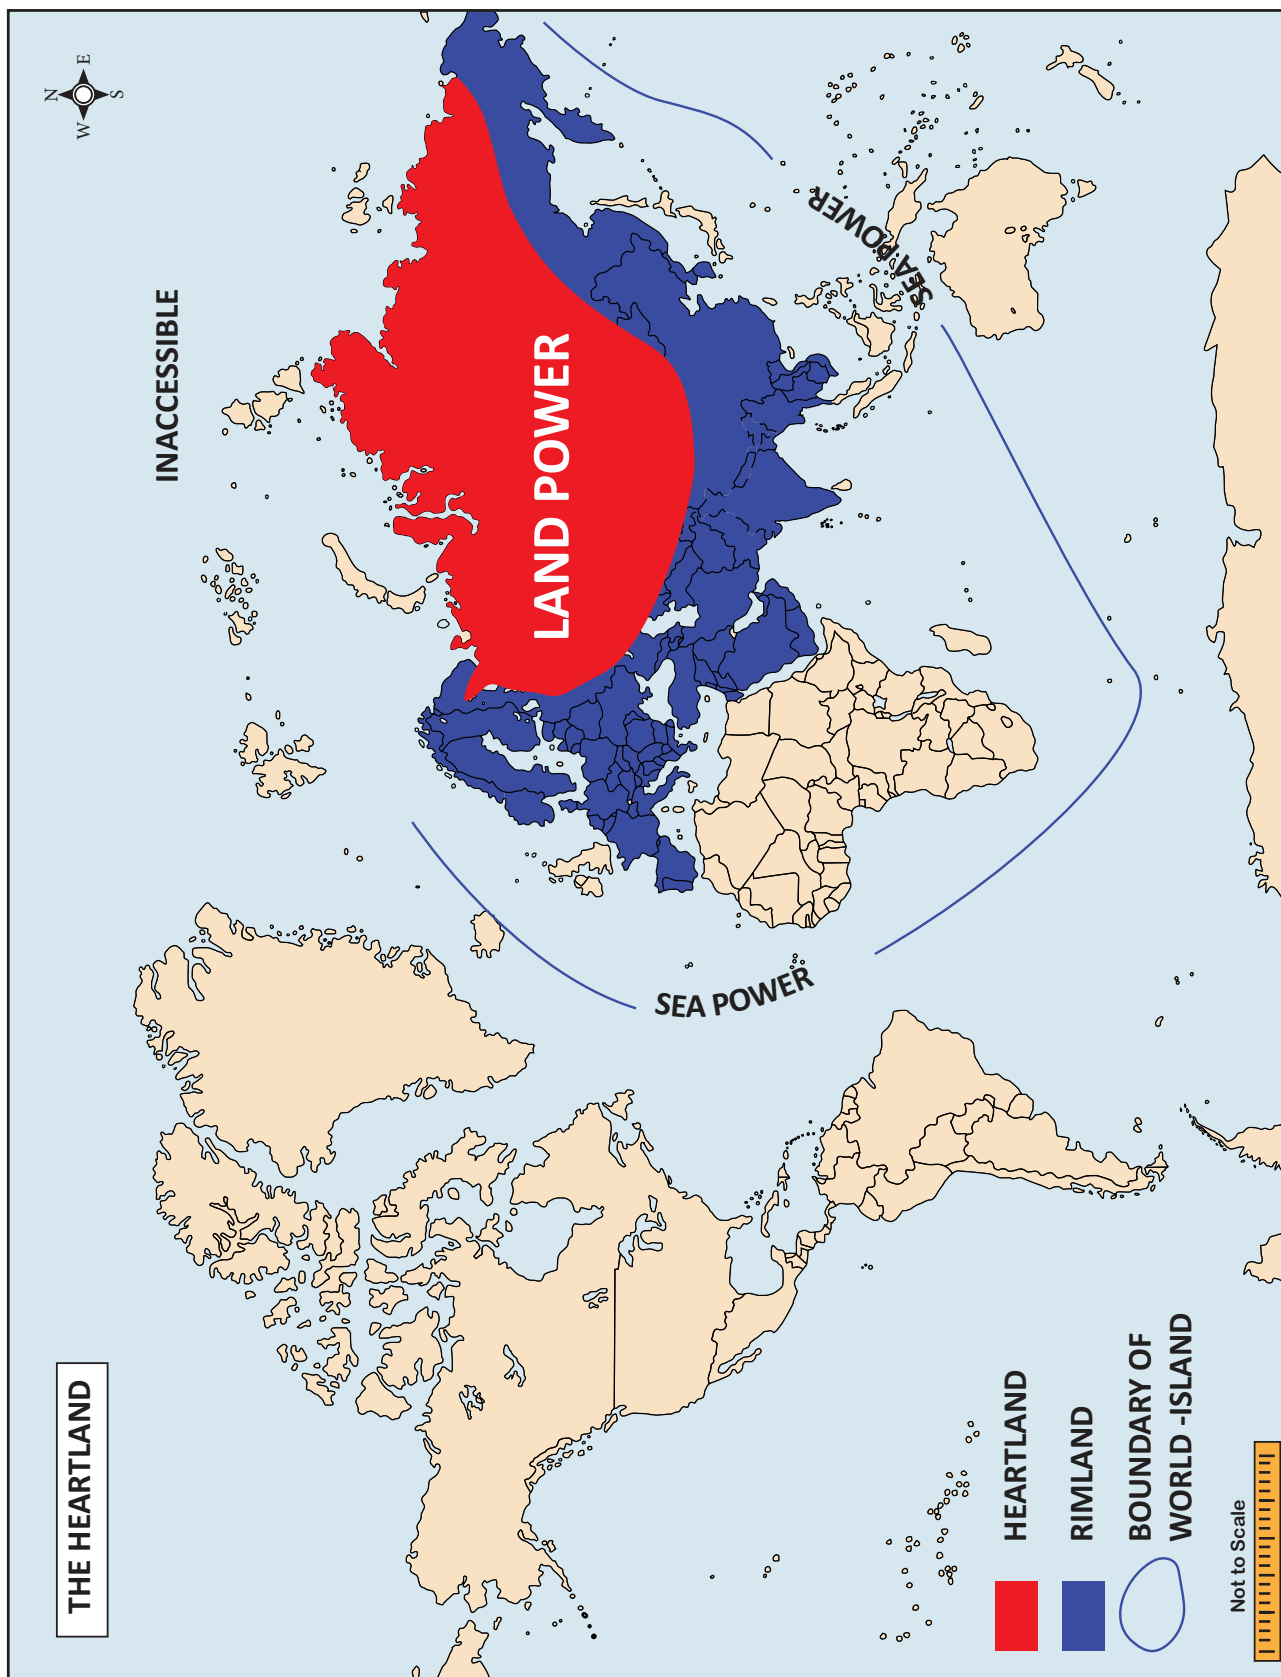 THE HEARTLAND
INACCESSIBLE
N
W
E
S
LAND POWER
SEA POWER
SEA POWER
HEARTLAND
RIMLAND
BOUNDARY OF
WORLD -ISLAND
Not to Scale